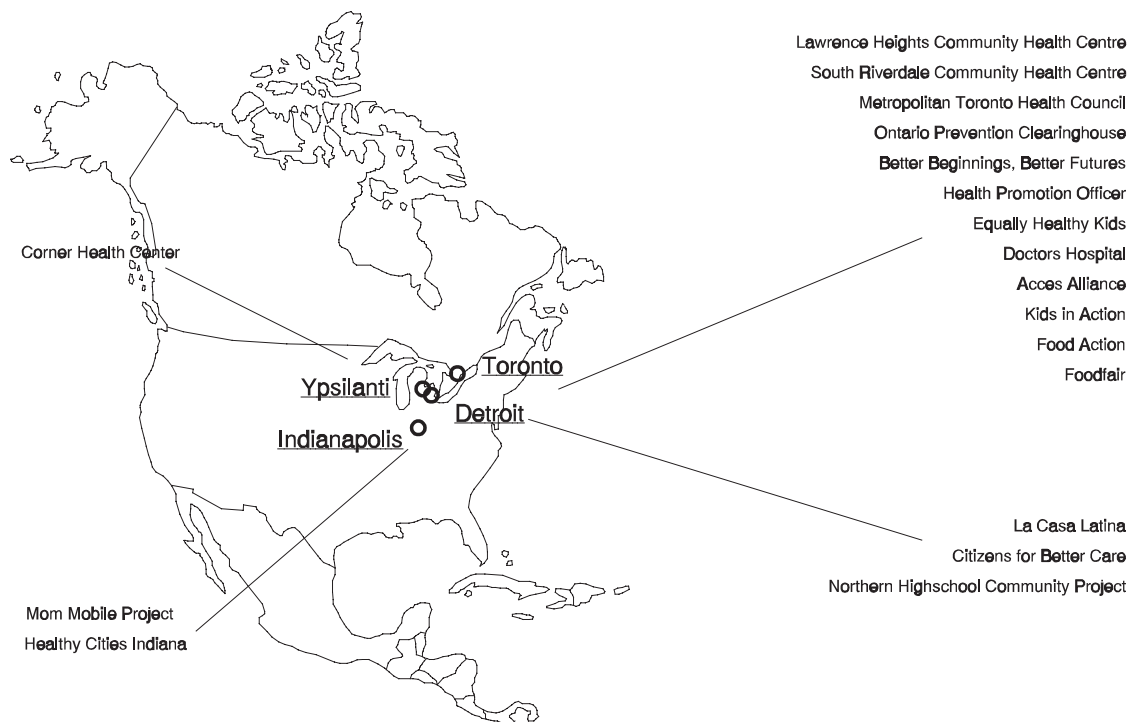 Lawrence Heights Community Health Centre
South Riverdale Community Health Centre
Metropolitan Toronto Health Council
Ontario Prevention Clearinghouse
Better Beginnings, Better Futures
Health Promotion Officer
Equally Healthy Kids
Doctors Hospital
Acces Alliance
Kids in Action
Food Action
Foodfair
Corner Health Center
Toronto
Ypsilanti
Detroit
Indianapolis
La Casa Latina
Citizens for Better Care
Northern Highschool Community Project
Mom Mobile Project
Healthy Cities Indiana